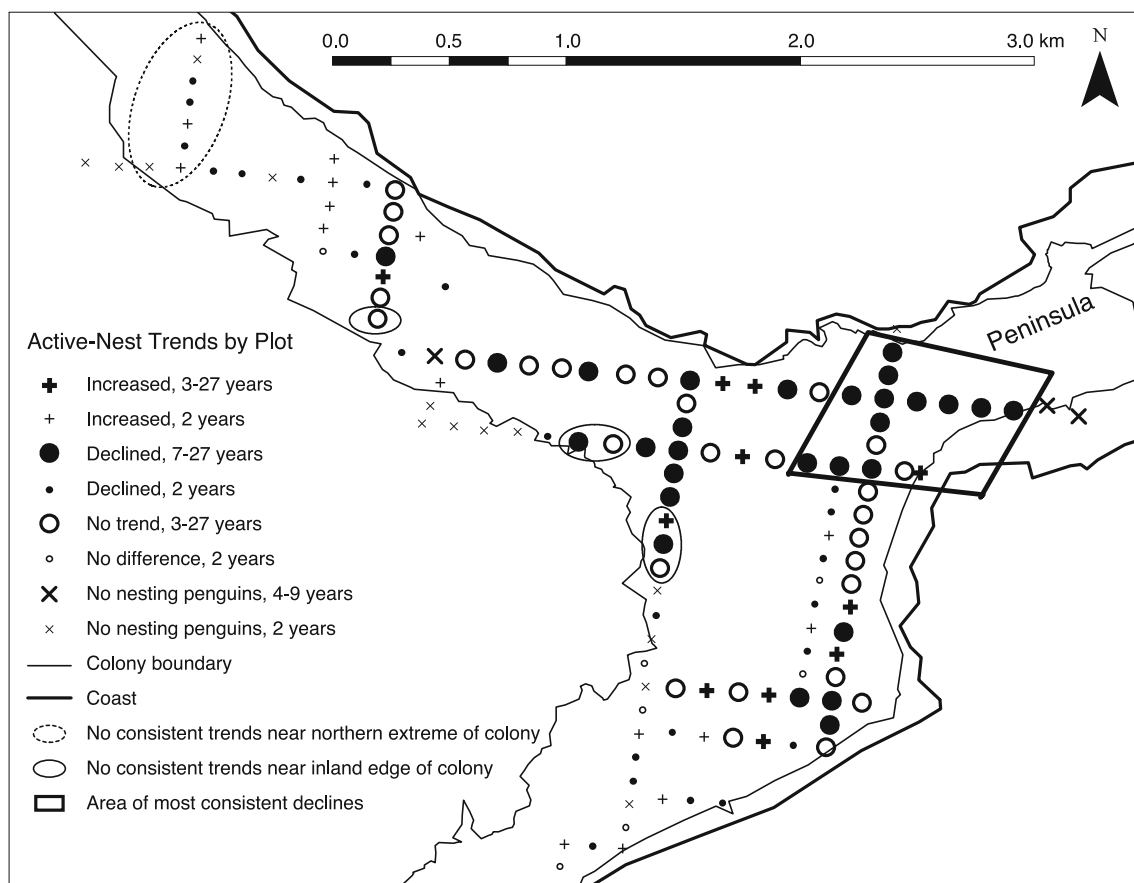 0.0 0.5 1.0 2.0 3.0 km
N
Peninsula
Active-Nest Trends by Plot
Increased, 3-27 years
Increased, 2 years
Declined, 7-27 years
Declined, 2 years
No trend, 3-27 years
No difference, 2 years
No nesting penguins, 4-9 years
No nesting penguins, 2 years
Colony boundary
Coast
No consistent trends near northern extreme of colony
No consistent trends near inland edge of colony
Area of most consistent declines